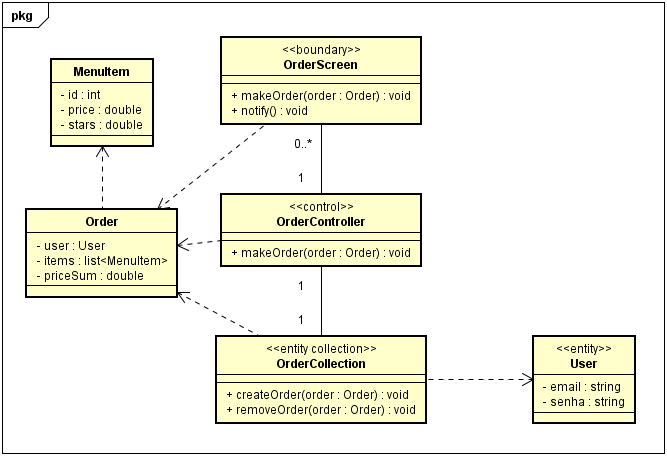 pkg
<<boundary>>
OrderScreen
+ makeOrder(order : Order) : void
+ notify() : void
MenuItem
- id : int
- price : double
- stars : double
0..*
1
<<control>>
OrderController
+ makeOrder(order : Order) : void
Order
- user : User
- items : list<MenuItem>
- priceSum : double
1
1
<<entity collection>>
OrderCollection
+ createOrder(order : Order) : void
+ removeOrder(order : Order) : void
<<entity>>
User
- email : string
- senha : string